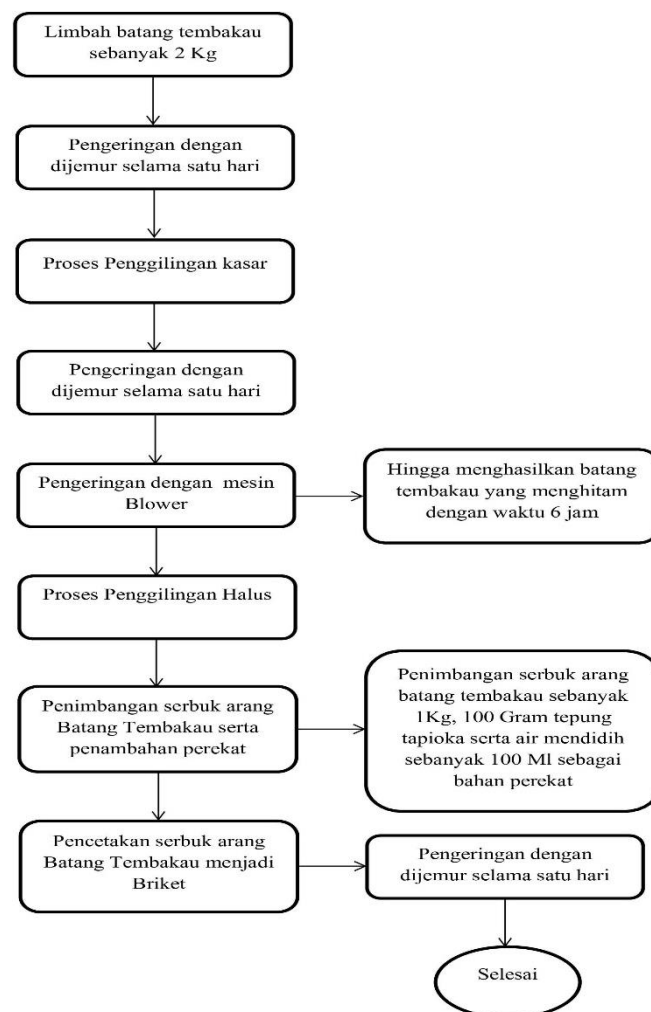 Limbah batang tembakau
sebanyak 2 Kg
Pengeringan dengan
dijemur selama satu hari
Proses Penggilingan kasar
Pengeringan dengan
dijemur selama satu hari
Pengeringan dengan mesin
Blower
Hingga menghasilkan batang
tembakau yang menghitam
dengan waktu 6 jam
Proses Penggilingan Halus
Penimbangan serbuk arang
Batang Tembakau serta
penambahan perekat
Penimbangan serbuk arang
batang tembakau sebanyak
1Kg, 100 Gram tepung
tapioka serta air mendidih
sebanyak 100 Ml sebagai
bahan perekat
Pencetakan serbuk arang
Batang Tembakau menjadi
Briket
Pengeringan dengan
dijemur selama satu hari
Selesai